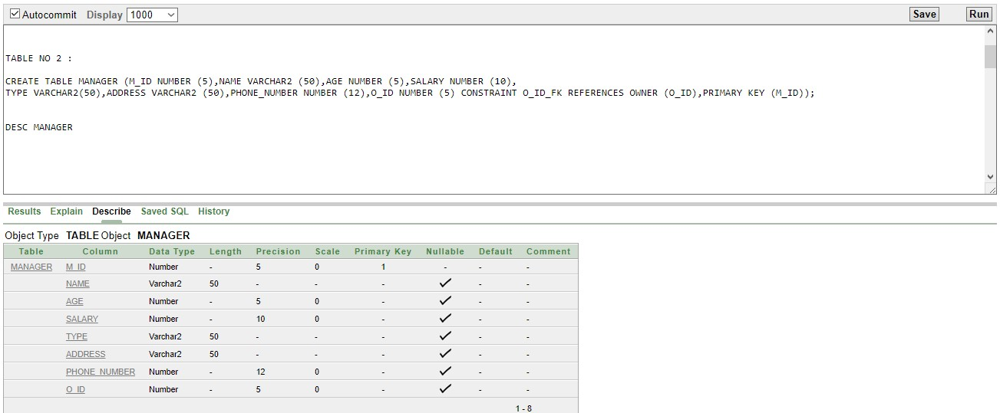 Autocommit Display 1000 Save Run
TABLE NO 2 :
CREATE TABLE MANAGER (M_ID NUMBER (5),NAME VARCHAR2 (50),AGE NUMBER (5),SALARY NUMBER (10),
TYPE VARCHAR2(50),ADDRESS VARCHAR2 (50),PHONE_NUMBER NUMBER (12),O_ID NUMBER (5) CONSTRAINT O_ID_FK REFERENCES OWNER (O_ID),PRIMARY KEY (M_ID));
DESC MANAGER
Results Explain Describe Saved SQL History
Object Type TABLE Object MANAGER
Table Column Data Type Length Precision Scale Primary Key Nullable Default Comment
MANAGER M_ID Number - 5 0 1 - - -
NAME Varchar2 50 - - - - -
AGE Number - 5 0 - - -
SALARY Number - 10 0 - - -
TYPE Varchar2 50 - - - - -
ADDRESS Varchar2 50 - - - - -
PHONE_NUMBER Number - 12 0 - - -
O_ID Number - 5 0 - - -
1 - 8